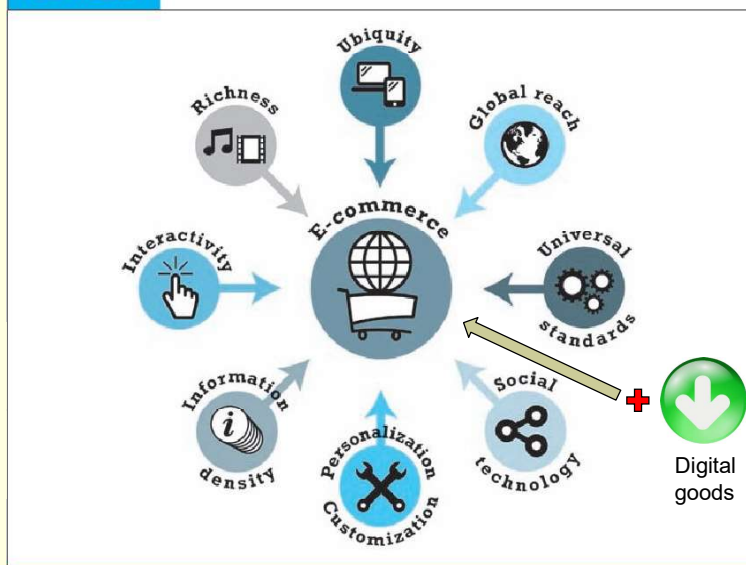 Ubiquity
Richness
Global reach
E-commerce
Interactivity
Universal
standards
Information
density
Social
technology
Personalization
Customization
Digital
goods